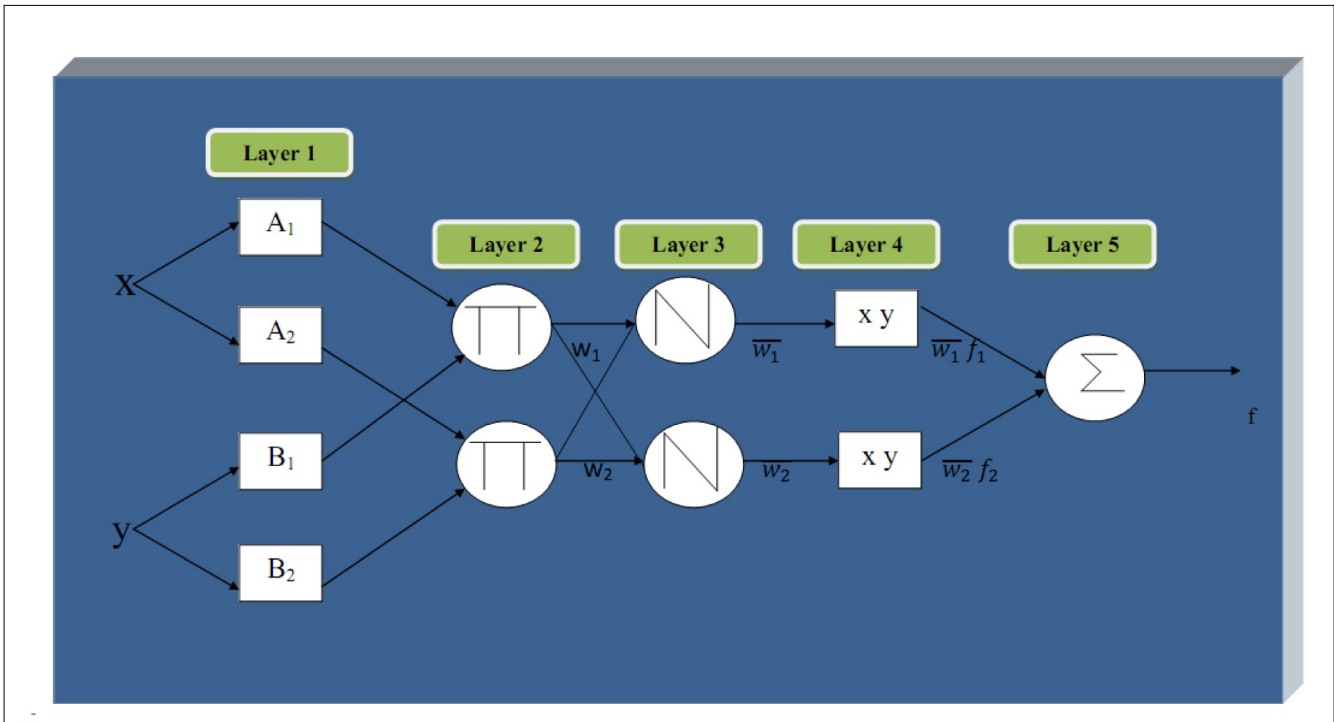 Layer 1
A₁
Layer 2
Layer 3
Layer 4
Layer 5
x
A₂
∏
N
x y
w₁
w̅₁
w̅₁ f₁
Σ
f
B₁
∏
N
x y
w₂
w̅₂
w̅₂ f₂
y
B₂